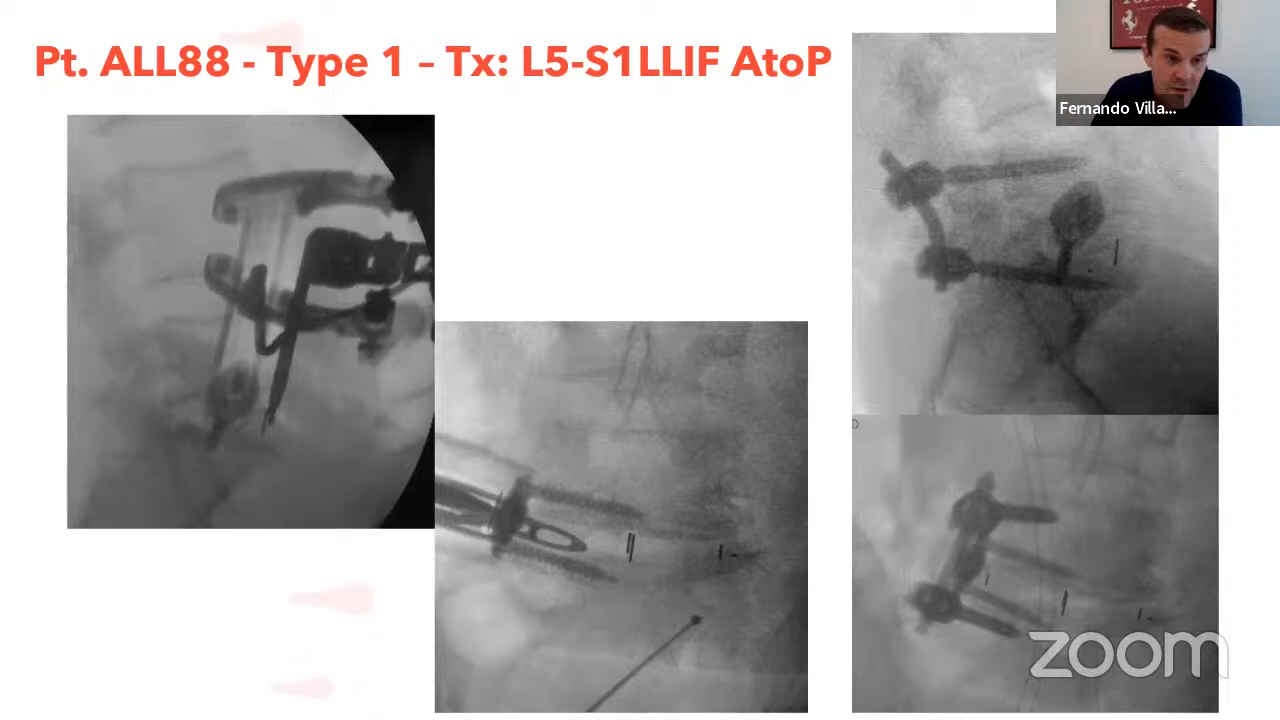 Pt. ALL88 - Type 1 – Tx: L5-S1LLIF AtoP
Fernando Villa...
zoom